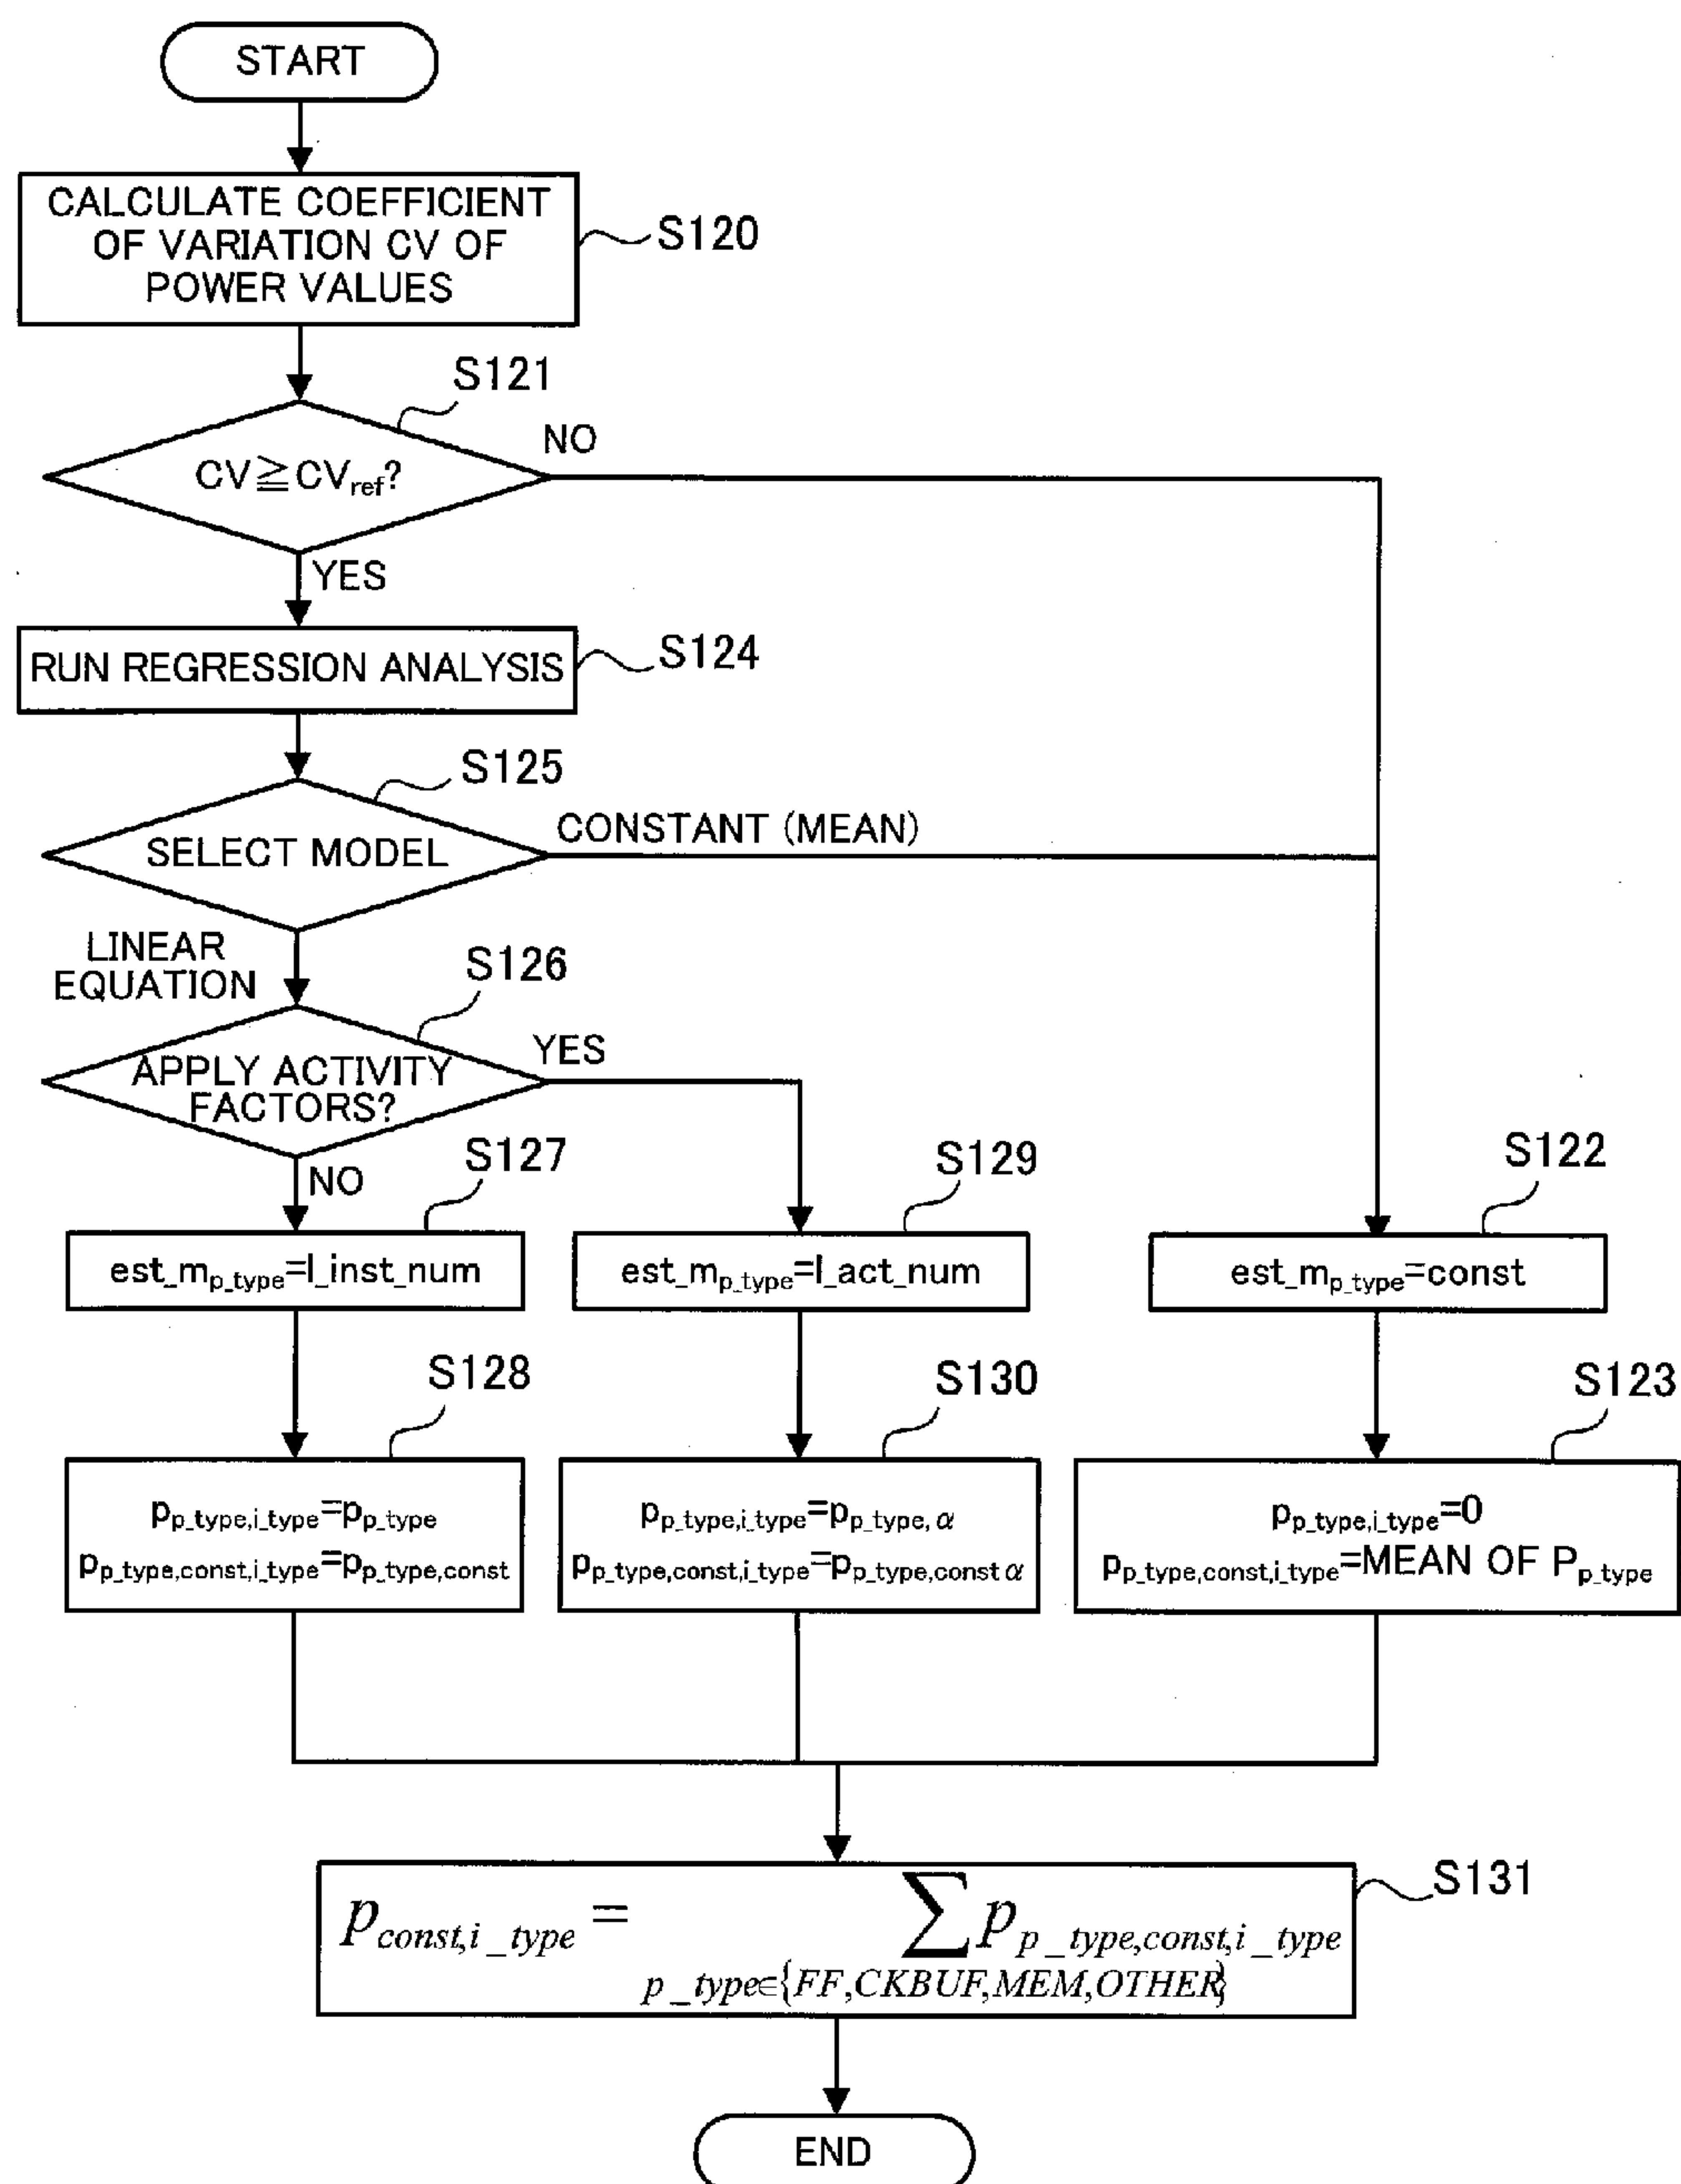 START
CALCULATE COEFFICIENT
OF VARIATION CV OF
POWER VALUES
S120
S121
CV≧CVref?
NO
YES
RUN REGRESSION ANALYSIS
S124
S125
SELECT MODEL
CONSTANT (MEAN)
LINEAR
EQUATION
S126
APPLY ACTIVITY
FACTORS?
YES
NO
S127
est_mp_type=l_inst_num
S129
est_mp_type=l_act_num
S122
est_mp_type=const
S128
pp_type,i_type=pp_type
pp_type,const,i_type=pp_type,const
S130
pp_type,i_type=pp_type,α
pp_type,const,i_type=pp_type,constα
S123
pp_type,i_type=0
pp_type,const,i_type=MEAN OF Pp_type
S131
pconst,i_type = ∑pp_type,const,i_type
p_type∈{FF,CKBUF,MEM,OTHER}
END